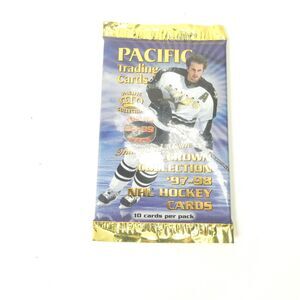 PACIFIC
Trading
Cards
CROWN
COLLECTION
'97-98
NHL HOCKEY
CARDS
10 cards per pack